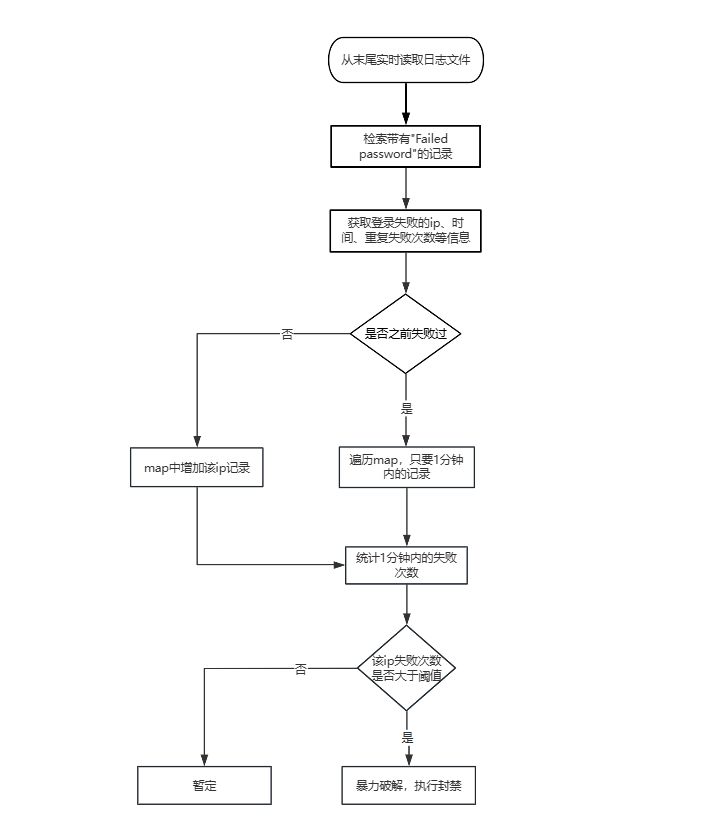 从末尾实时读取日志文件
检索带有"Failed
password"的记录
获取登录失败的ip、时
间、重复失败次数等信息
是否之前失败过
否
是
map中增加该ip记录
遍历map，只要1分钟
内的记录
统计1分钟内的失败
次数
该ip失败次数
是否大于阈值
否
是
暂定
暴力破解，执行封禁